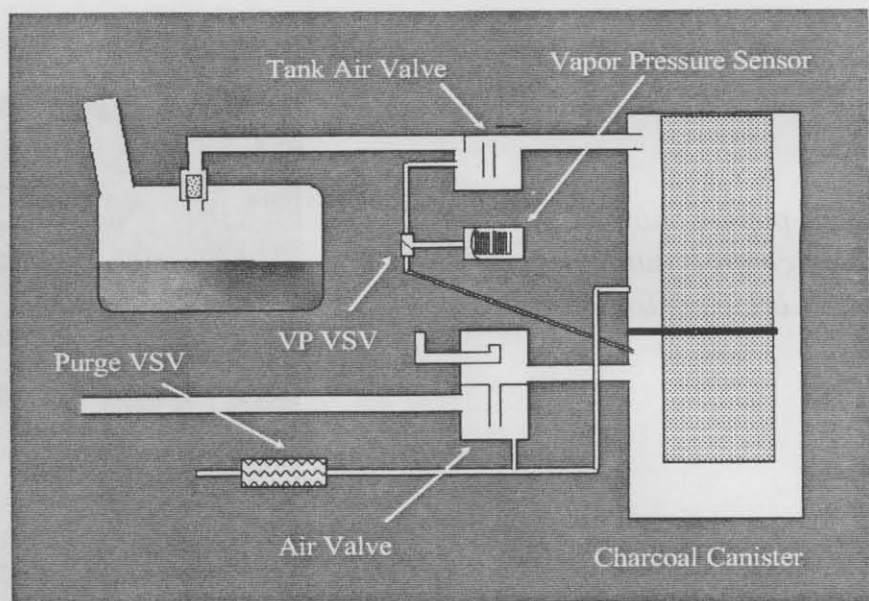 Tank Air Valve
Vapor Pressure Sensor
VP VSV
Purge VSV
Air Valve
Charcoal Canister